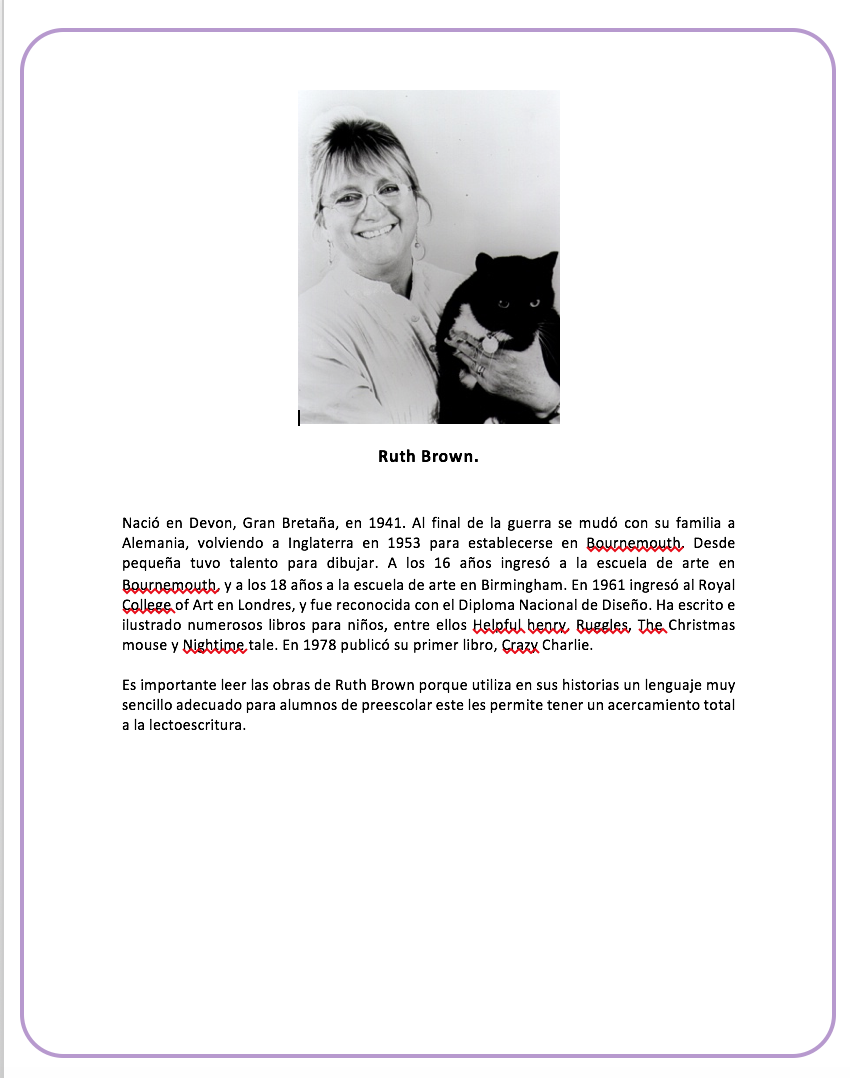 Ruth Brown.
Nació en Devon, Gran Bretaña, en 1941. Al final de la guerra se mudó con su familia a
Alemania, volviendo a Inglaterra en 1953 para establecerse en Bournemouth. Desde
pequeña tuvo talento para dibujar. A los 16 años ingresó a la escuela de arte en
Bournemouth, y a los 18 años a la escuela de arte en Birmingham. En 1961 ingresó al Royal
College of Art en Londres, y fue reconocida con el Diploma Nacional de Diseño. Ha escrito e
ilustrado numerosos libros para niños, entre ellos Helpful henry, Ruggles, The Christmas
mouse y Nightime tale. En 1978 publicó su primer libro, Crazy Charlie.
Es importante leer las obras de Ruth Brown porque utiliza en sus historias un lenguaje muy
sencillo adecuado para alumnos de preescolar este les permite tener un acercamiento total
a la lectoescritura.